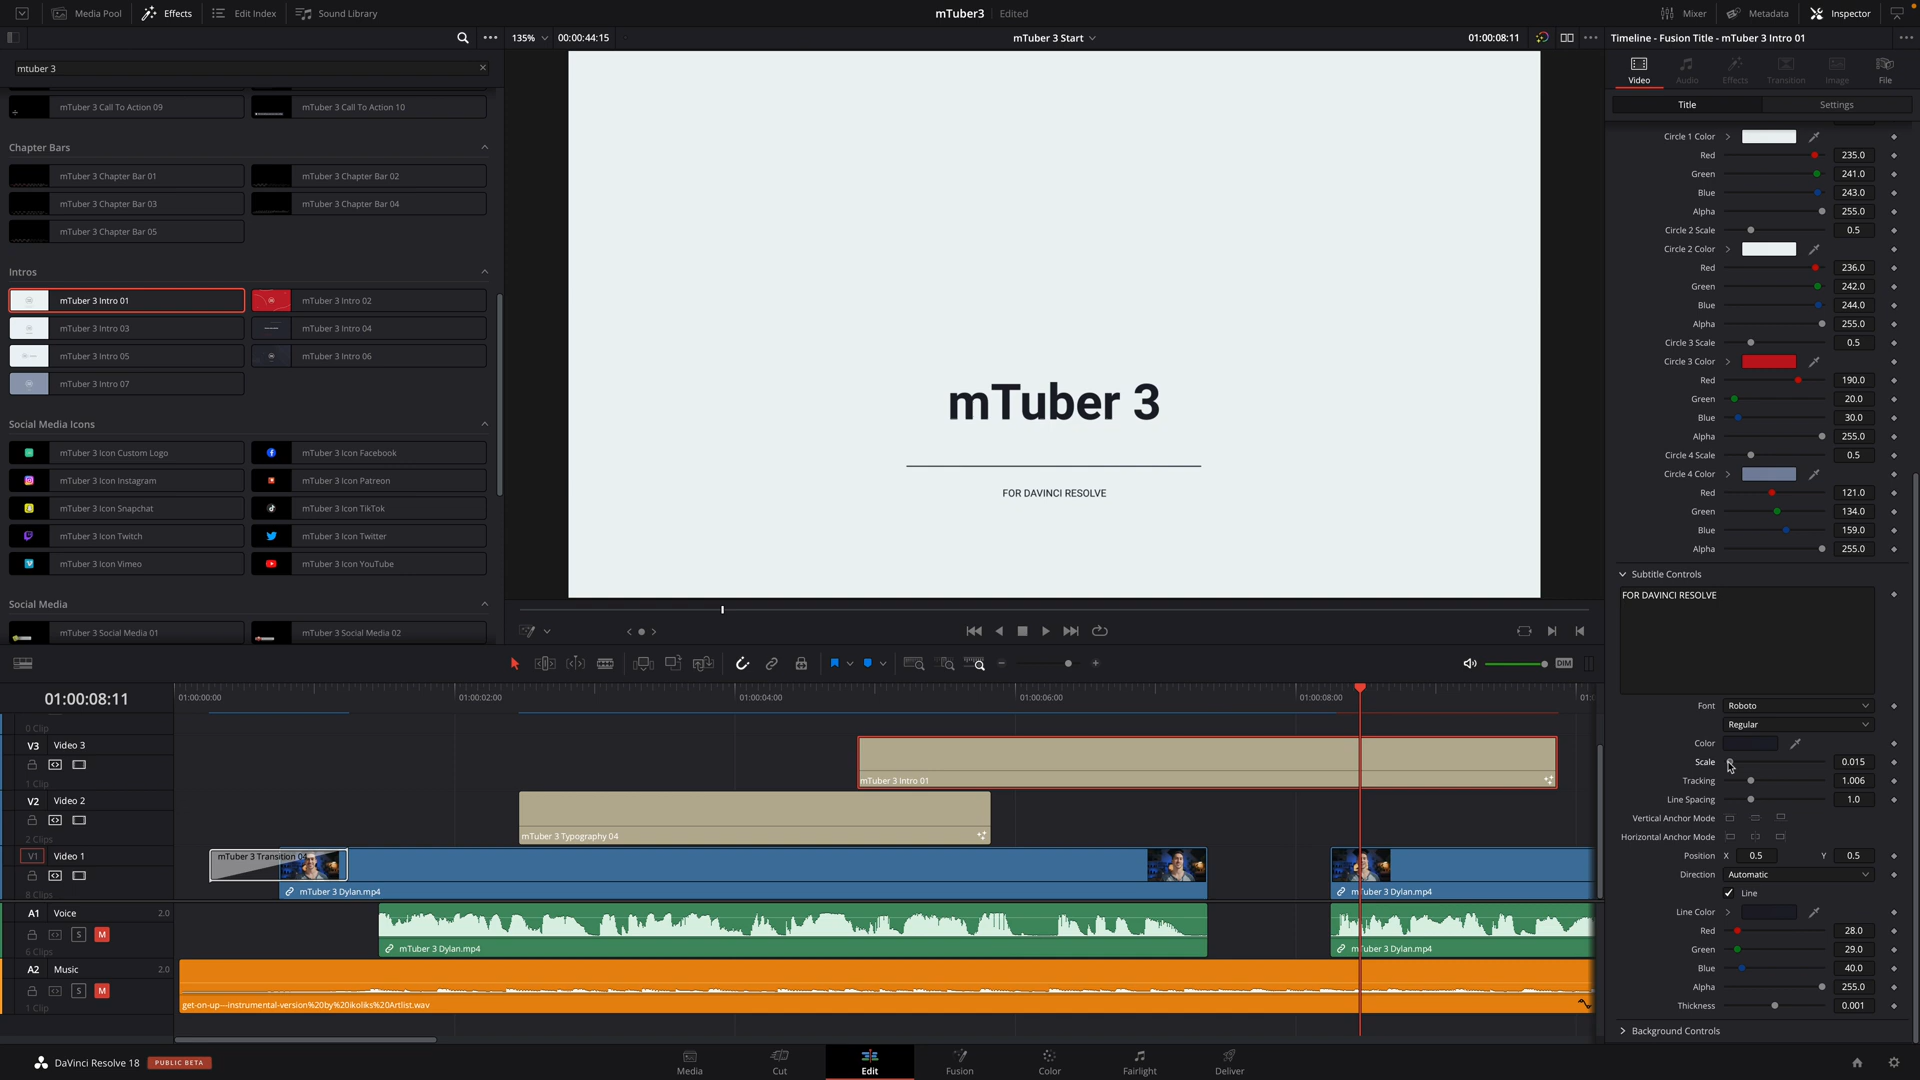 Media Pool Effects Edit Index Sound Library mTuber3 Edited Mixer Metadata Inspector
135% 00:00:44:15 mTuber 3 Start 01:00:08:11 Timeline - Fusion Title - mTuber 3 Intro 01
mtuber 3
Video Audio Effects Transition Image File
Title Settings
mTuber 3 Call To Action 09 mTuber 3 Call To Action 10
Chapter Bars
mTuber 3 Chapter Bar 01 mTuber 3 Chapter Bar 02
mTuber 3 Chapter Bar 03 mTuber 3 Chapter Bar 04
mTuber 3 Chapter Bar 05
Intros
mTuber 3 Intro 01 mTuber 3 Intro 02
mTuber 3 Intro 03 mTuber 3 Intro 04
mTuber 3 Intro 05 mTuber 3 Intro 06
mTuber 3 Intro 07
Social Media Icons
mTuber 3 Icon Custom Logo mTuber 3 Icon Facebook
mTuber 3 Icon Instagram mTuber 3 Icon Patreon
mTuber 3 Icon Snapchat mTuber 3 Icon TikTok
mTuber 3 Icon Twitch mTuber 3 Icon Twitter
mTuber 3 Icon Vimeo mTuber 3 Icon YouTube
Social Media
mTuber 3 Social Media 01 mTuber 3 Social Media 02
mTuber 3
FOR DAVINCI RESOLVE
Circle 1 Color
Red 235.0
Green 241.0
Blue 243.0
Alpha 255.0
Circle 2 Scale 0.5
Circle 2 Color
Red 236.0
Green 242.0
Blue 244.0
Alpha 255.0
Circle 3 Scale 0.5
Circle 3 Color
Red 190.0
Green 20.0
Blue 30.0
Alpha 255.0
Circle 4 Scale 0.5
Circle 4 Color
Red 121.0
Green 134.0
Blue 159.0
Alpha 255.0
Subtitle Controls
FOR DAVINCI RESOLVE
Font Roboto
Regular
Color
Scale 0.015
Tracking 1.006
Line Spacing 1.0
Vertical Anchor Mode
Horizontal Anchor Mode
Position X 0.5 Y 0.5
Direction Automatic
Line
Line Color
Red 28.0
Green 29.0
Blue 40.0
Alpha 255.0
Thickness 0.001
Background Controls
DIM
01:00:08:11 01:00:00:00 01:00:02:00 01:00:04:00 01:00:06:00 01:00:08:00
0 Clip
V3 Video 3
1 Clip
mTuber 3 Intro 01
V2 Video 2
2 Clips
mTuber 3 Typography 04
V1 Video 1
8 Clips
mTuber 3 Transition 04
mTuber 3 Dylan.mp4 mTuber 3 Dylan.mp4
A1 Voice 2.0
S M
6 Clips
mTuber 3 Dylan.mp4 mTuber 3 Dylan.mp4
A2 Music 2.0
S M
1 Clip
get-on-up---instrumental-version%20by%20ikoliks%20Artlist.wav
DaVinci Resolve 18 PUBLIC BETA Media Cut Edit Fusion Color Fairlight Deliver